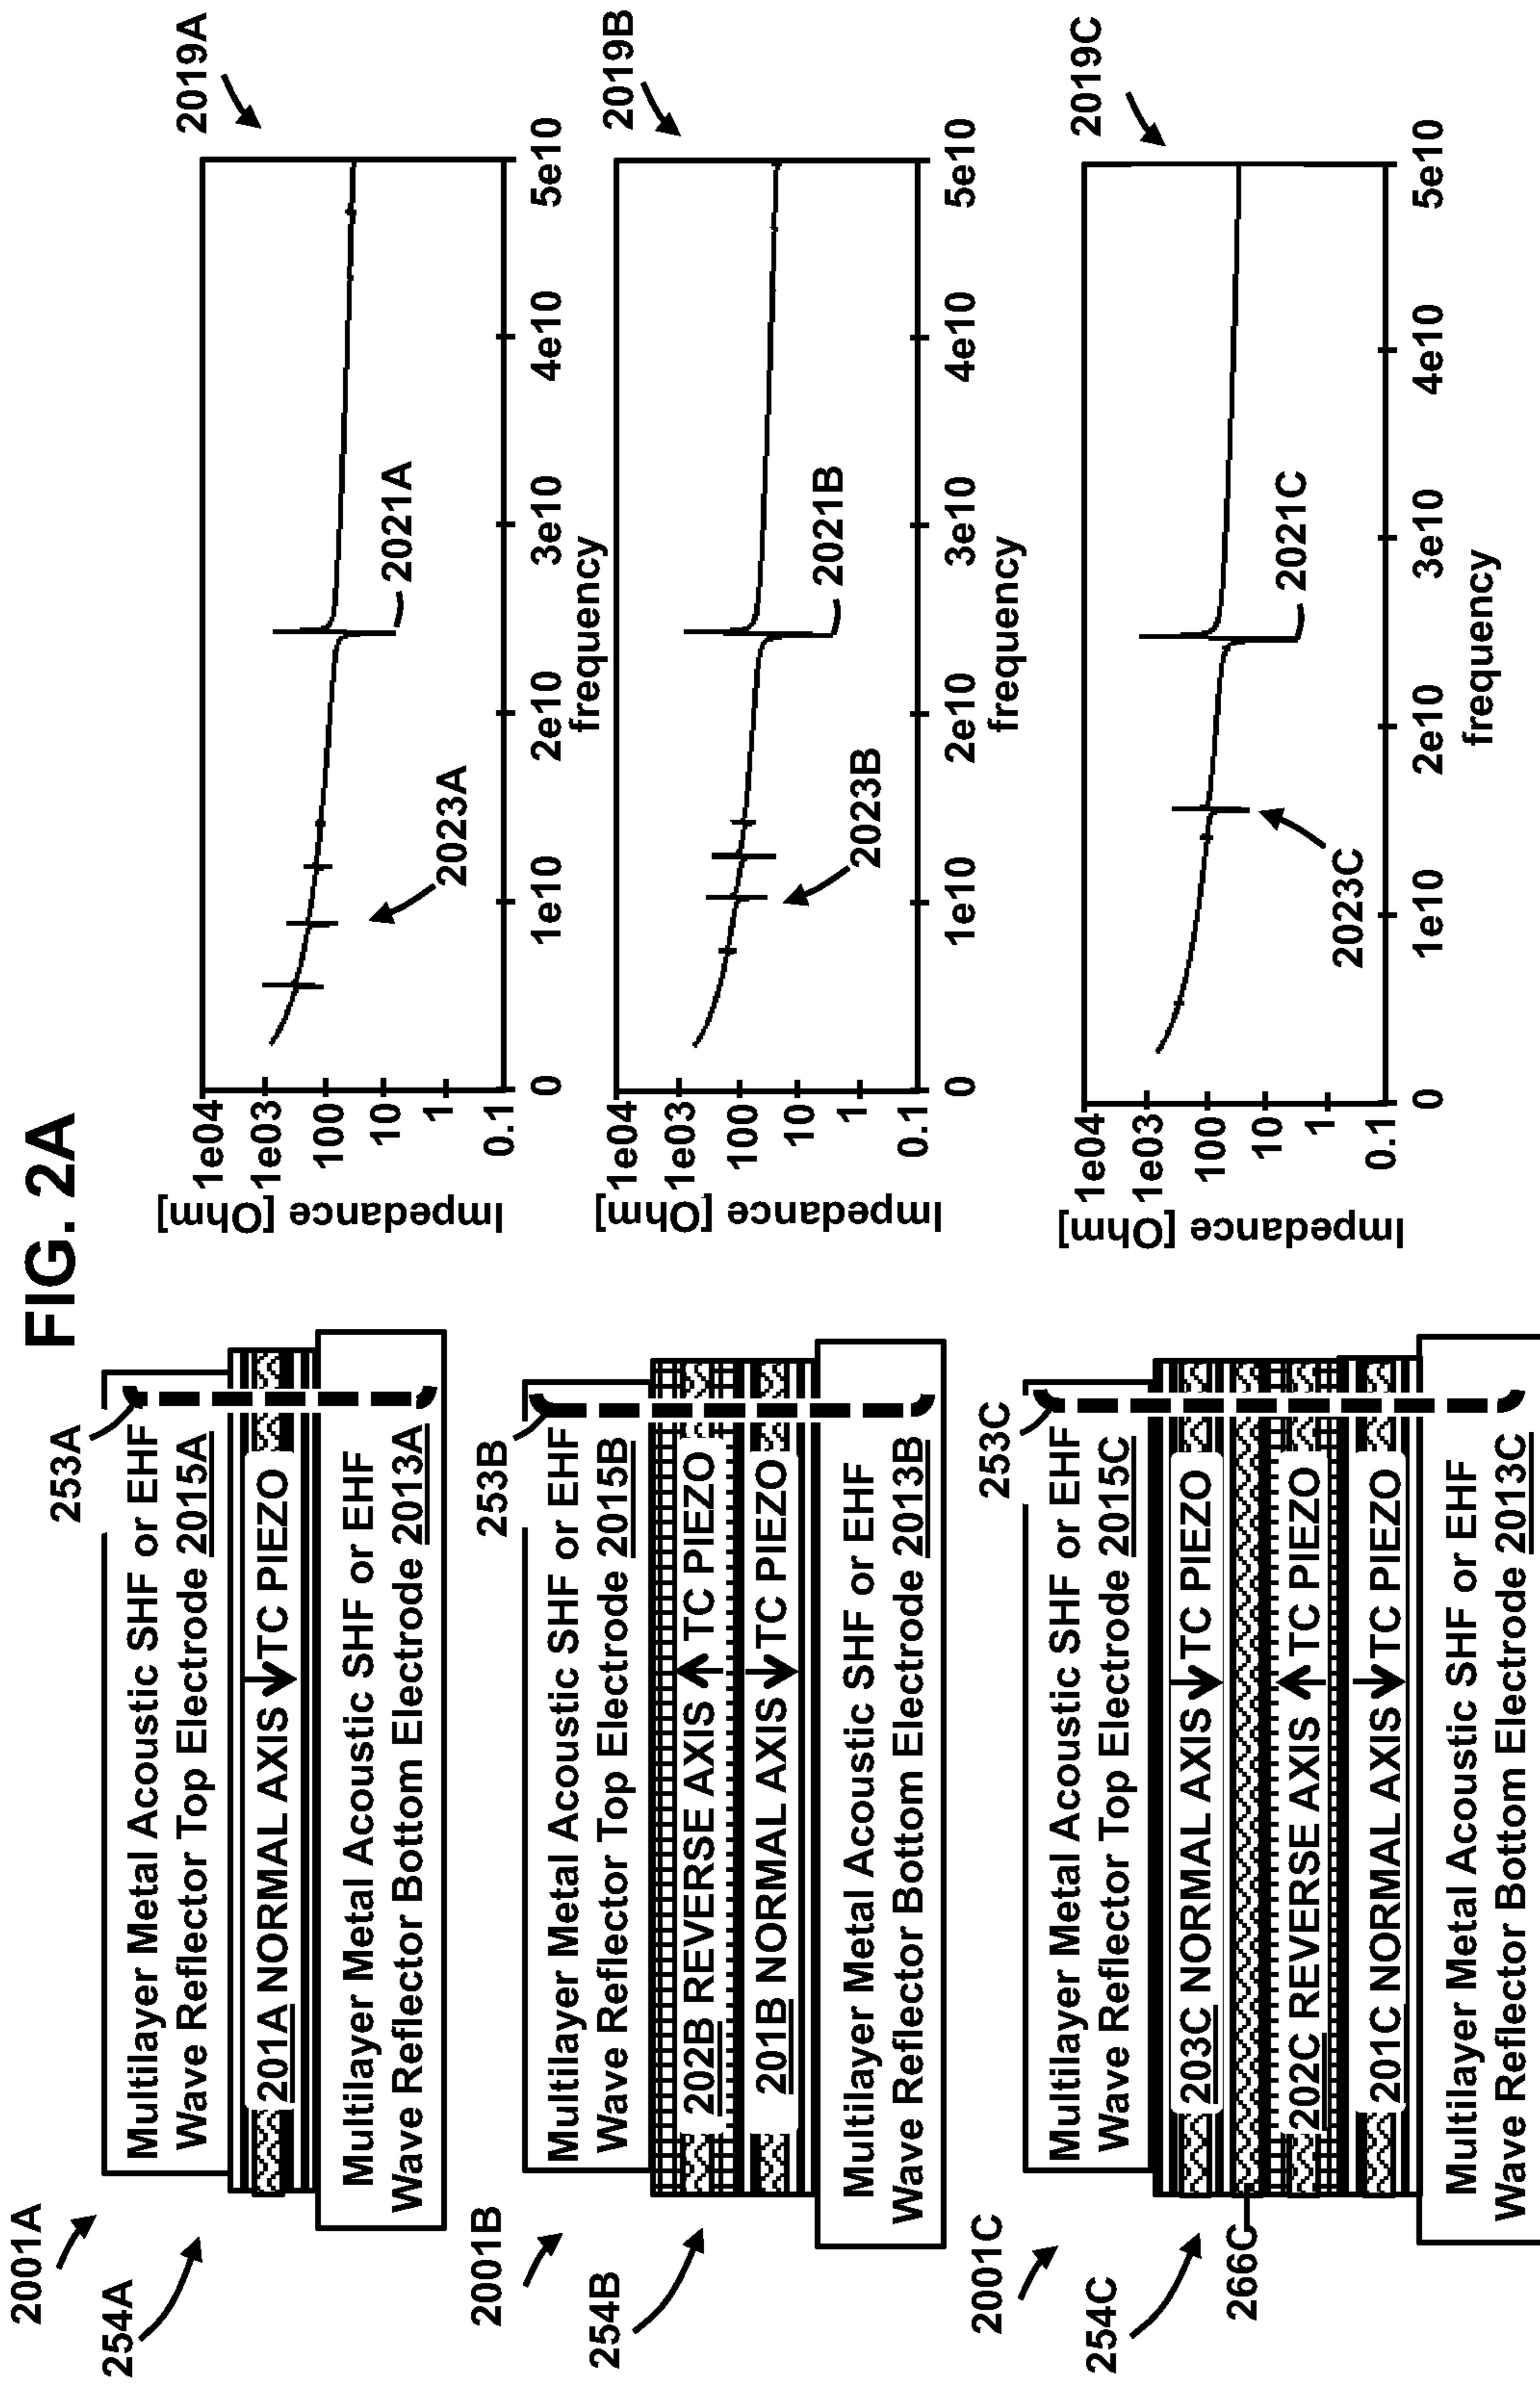 FIG. 2A
2001A
254A
253A
Multilayer Metal Acoustic SHF or EHF
Wave Reflector Top Electrode 2015A
201A NORMAL AXIS TC PIEZO
Multilayer Metal Acoustic SHF or EHF
Wave Reflector Bottom Electrode 2013A
2019A
Impedance [Ohm]
1e04
1e03
100
10
1
0.1
0
1e10
2e10
3e10
4e10
5e10
frequency
2023A
2021A
2001B
254B
253B
Multilayer Metal Acoustic SHF or EHF
Wave Reflector Top Electrode 2015B
202B REVERSE AXIS TC PIEZO
201B NORMAL AXIS TC PIEZO
Multilayer Metal Acoustic SHF or EHF
Wave Reflector Bottom Electrode 2013B
2019B
Impedance [Ohm]
1e04
1e03
100
10
1
0.1
0
1e10
2e10
3e10
4e10
5e10
frequency
2023B
2021B
2001C
254C
266C
253C
Multilayer Metal Acoustic SHF or EHF
Wave Reflector Top Electrode 2015C
203C NORMAL AXIS TC PIEZO
202C REVERSE AXIS TC PIEZO
201C NORMAL AXIS TC PIEZO
Multilayer Metal Acoustic SHF or EHF
Wave Reflector Bottom Electrode 2013C
2019C
Impedance [Ohm]
1e04
1e03
100
10
1
0.1
0
1e10
2e10
3e10
4e10
5e10
frequency
2023C
2021C